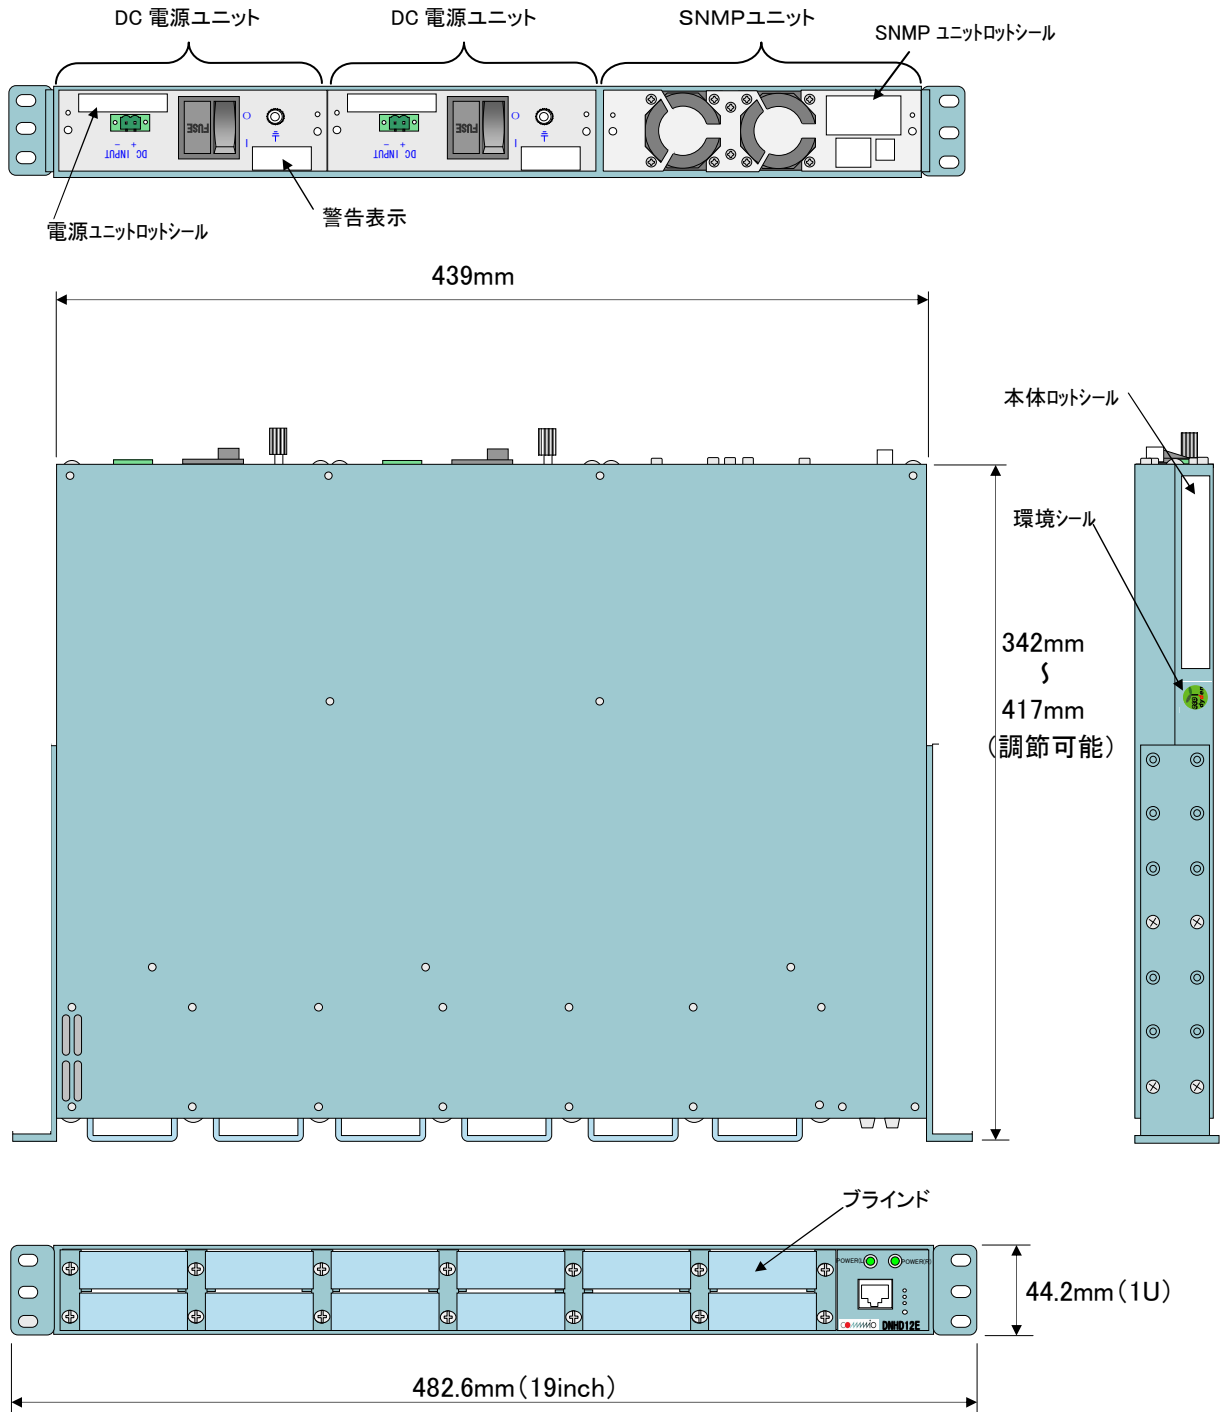 DC 電源ユニット
DC 電源ユニット
SNMPユニット
SNMP ユニットロットシール
FUSE
O
I
DC INPUT
- +
FUSE
O
I
DC INPUT
- +
電源ユニットロットシール
警告表示
439mm
本体ロットシール
環境シール
342mm
∫
417mm
(調節可能)
ブラインド
POWER(L)
POWER(R)
commio DNHD12E
44.2mm(1U)
482.6mm(19inch)